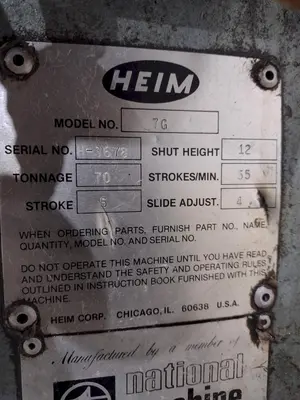 HEIM
MODEL NO. 7G
SERIAL NO. SHUT HEIGHT 12
TONNAGE 70 STROKES/MIN. 55
STROKE SLIDE ADJUST. 4
WHEN ORDERING PARTS, FURNISH PART NO., NAME,
QUANTITY, MODEL NO. AND SERIAL NO.
DO NOT OPERATE THIS MACHINE UNTIL YOU HAVE READ
AND UNDERSTAND THE SAFETY AND OPERATING RULES
OUTLINED IN INSTRUCTION BOOK FURNISHED WITH THIS
MACHINE.
HEIM CORP. CHICAGO, IL. 60638 U.S.A.
Manufactured by a member of
national
machine